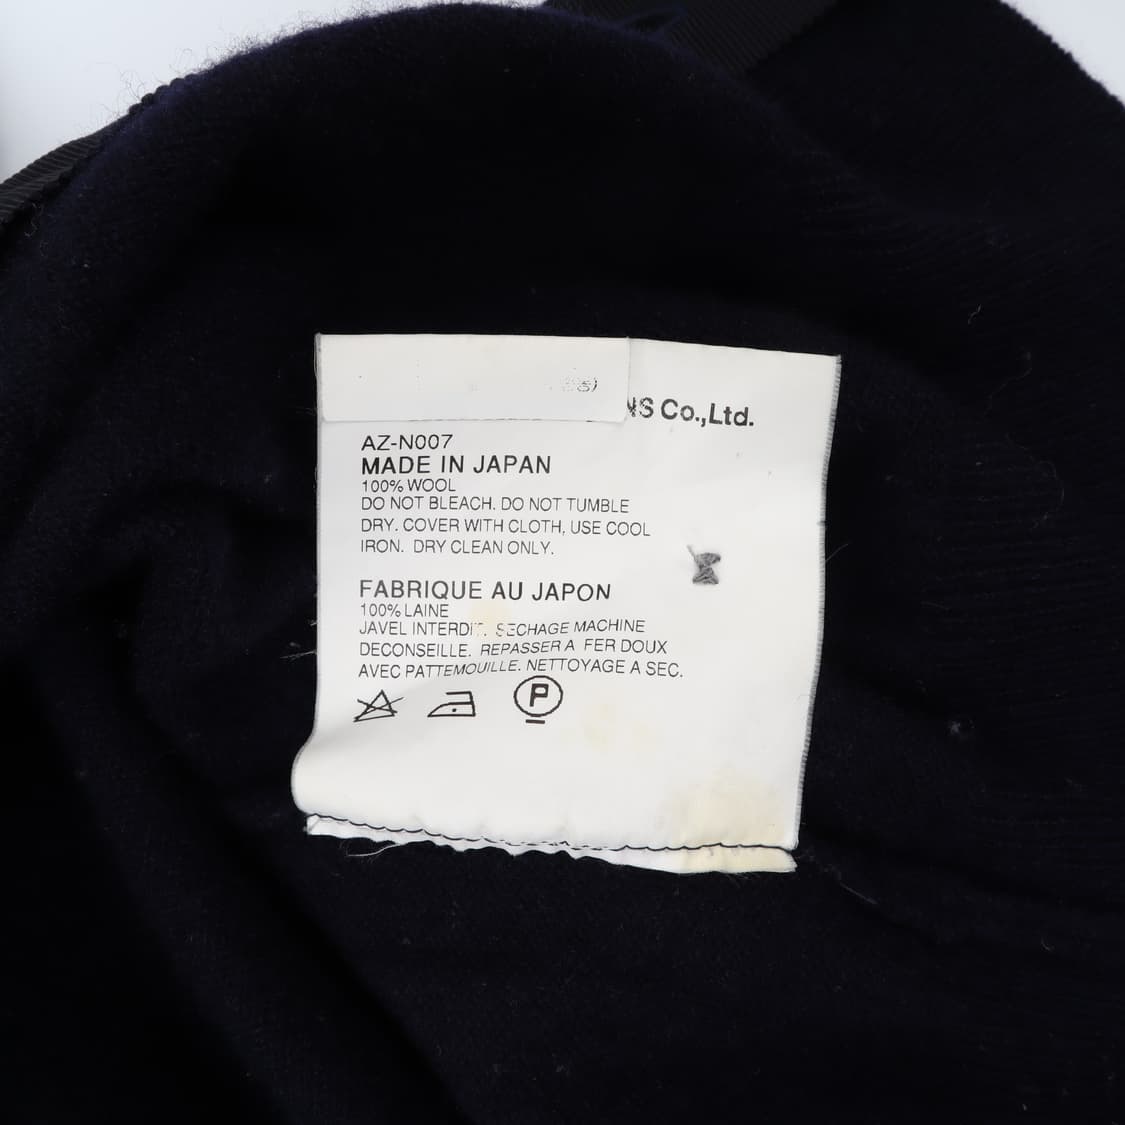 Co.,Ltd.
AZ-N007
MADE IN JAPAN
100% WOOL
DO NOT BLEACH. DO NOT TUMBLE
DRY. COVER WITH CLOTH, USE COOL
IRON. DRY CLEAN ONLY.
FABRIQUE AU JAPON
100% LAINE
JAVEL INTERDIT. SECHAGE MACHINE
DECONSEILLE. REPASSER A FER DOUX
AVEC PATTEMOUILLE. NETTOYAGE A SEC.
P